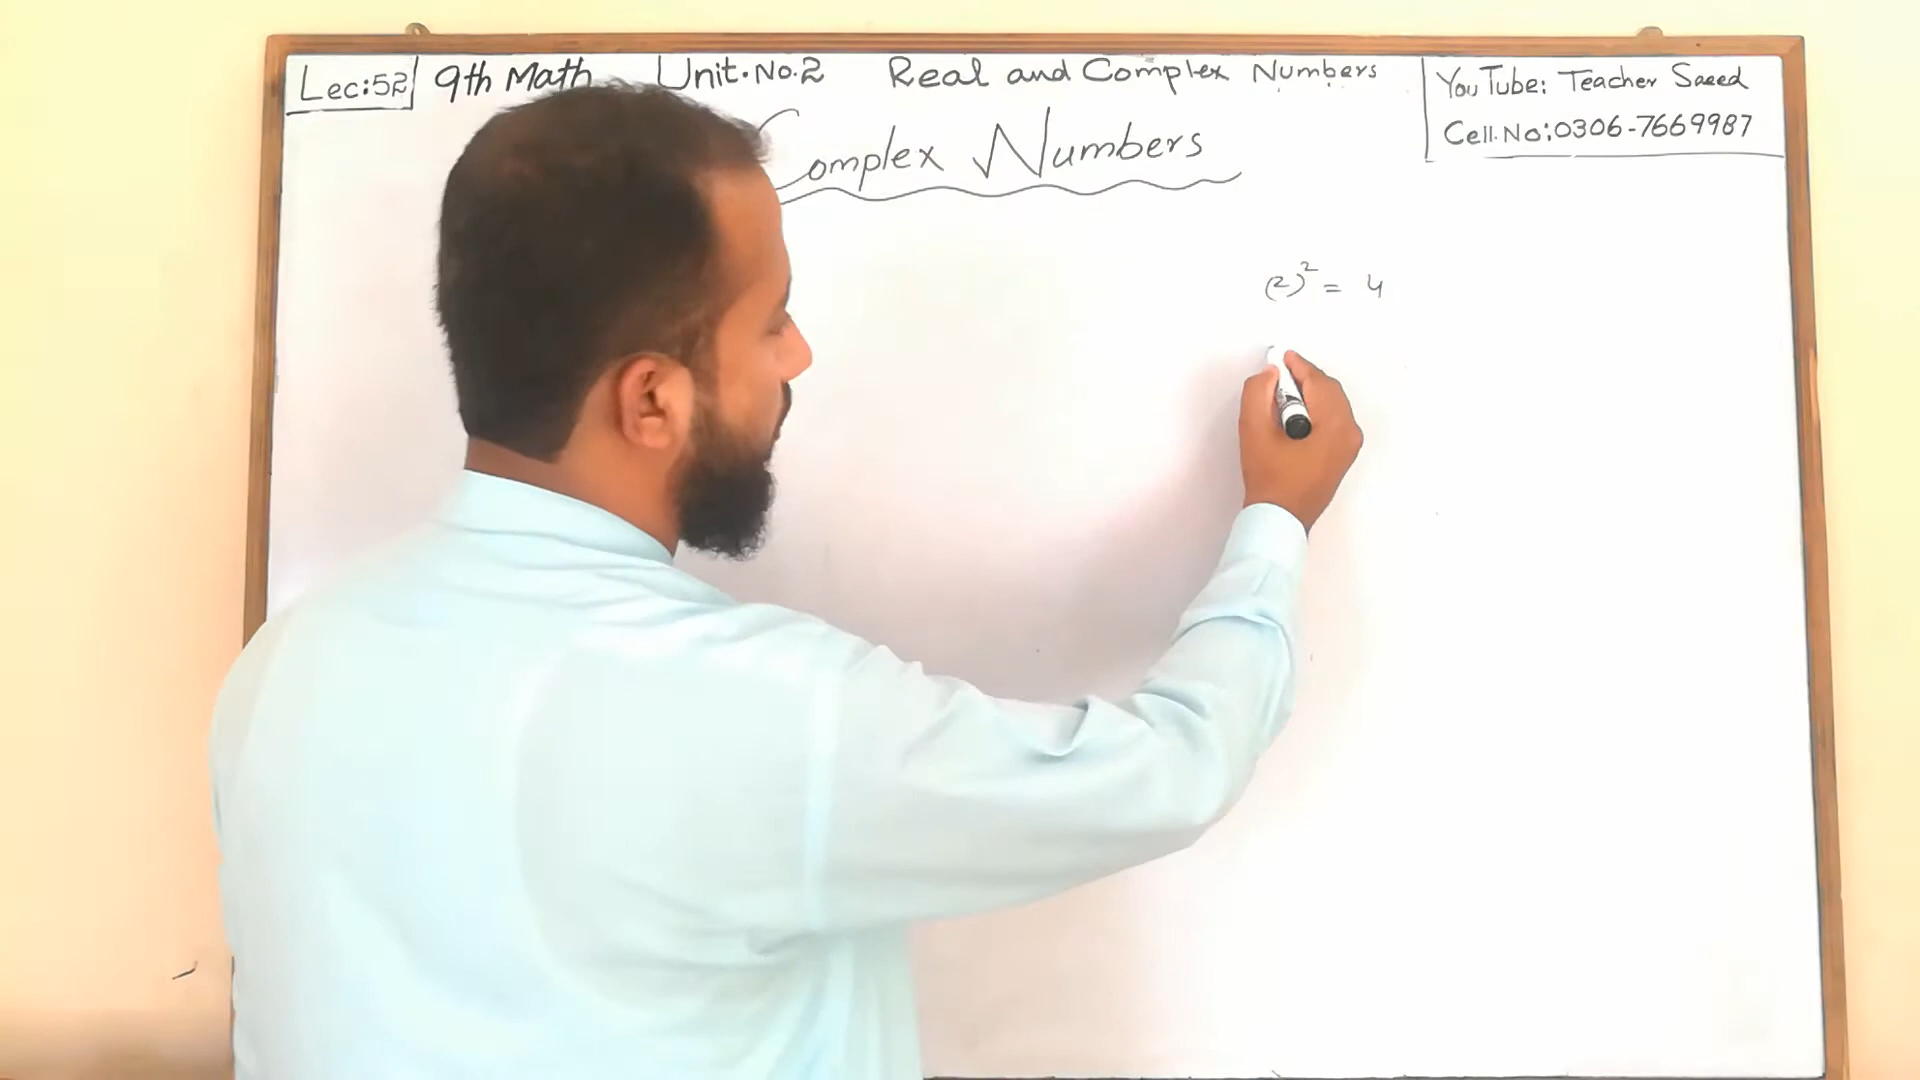 Lec:52 9th Math Unit.No.2 Real and Complex Numbers
YouTube: Teacher Saeed
Cell.No:0306-7669987
Complex Numbers
(2)² = 4